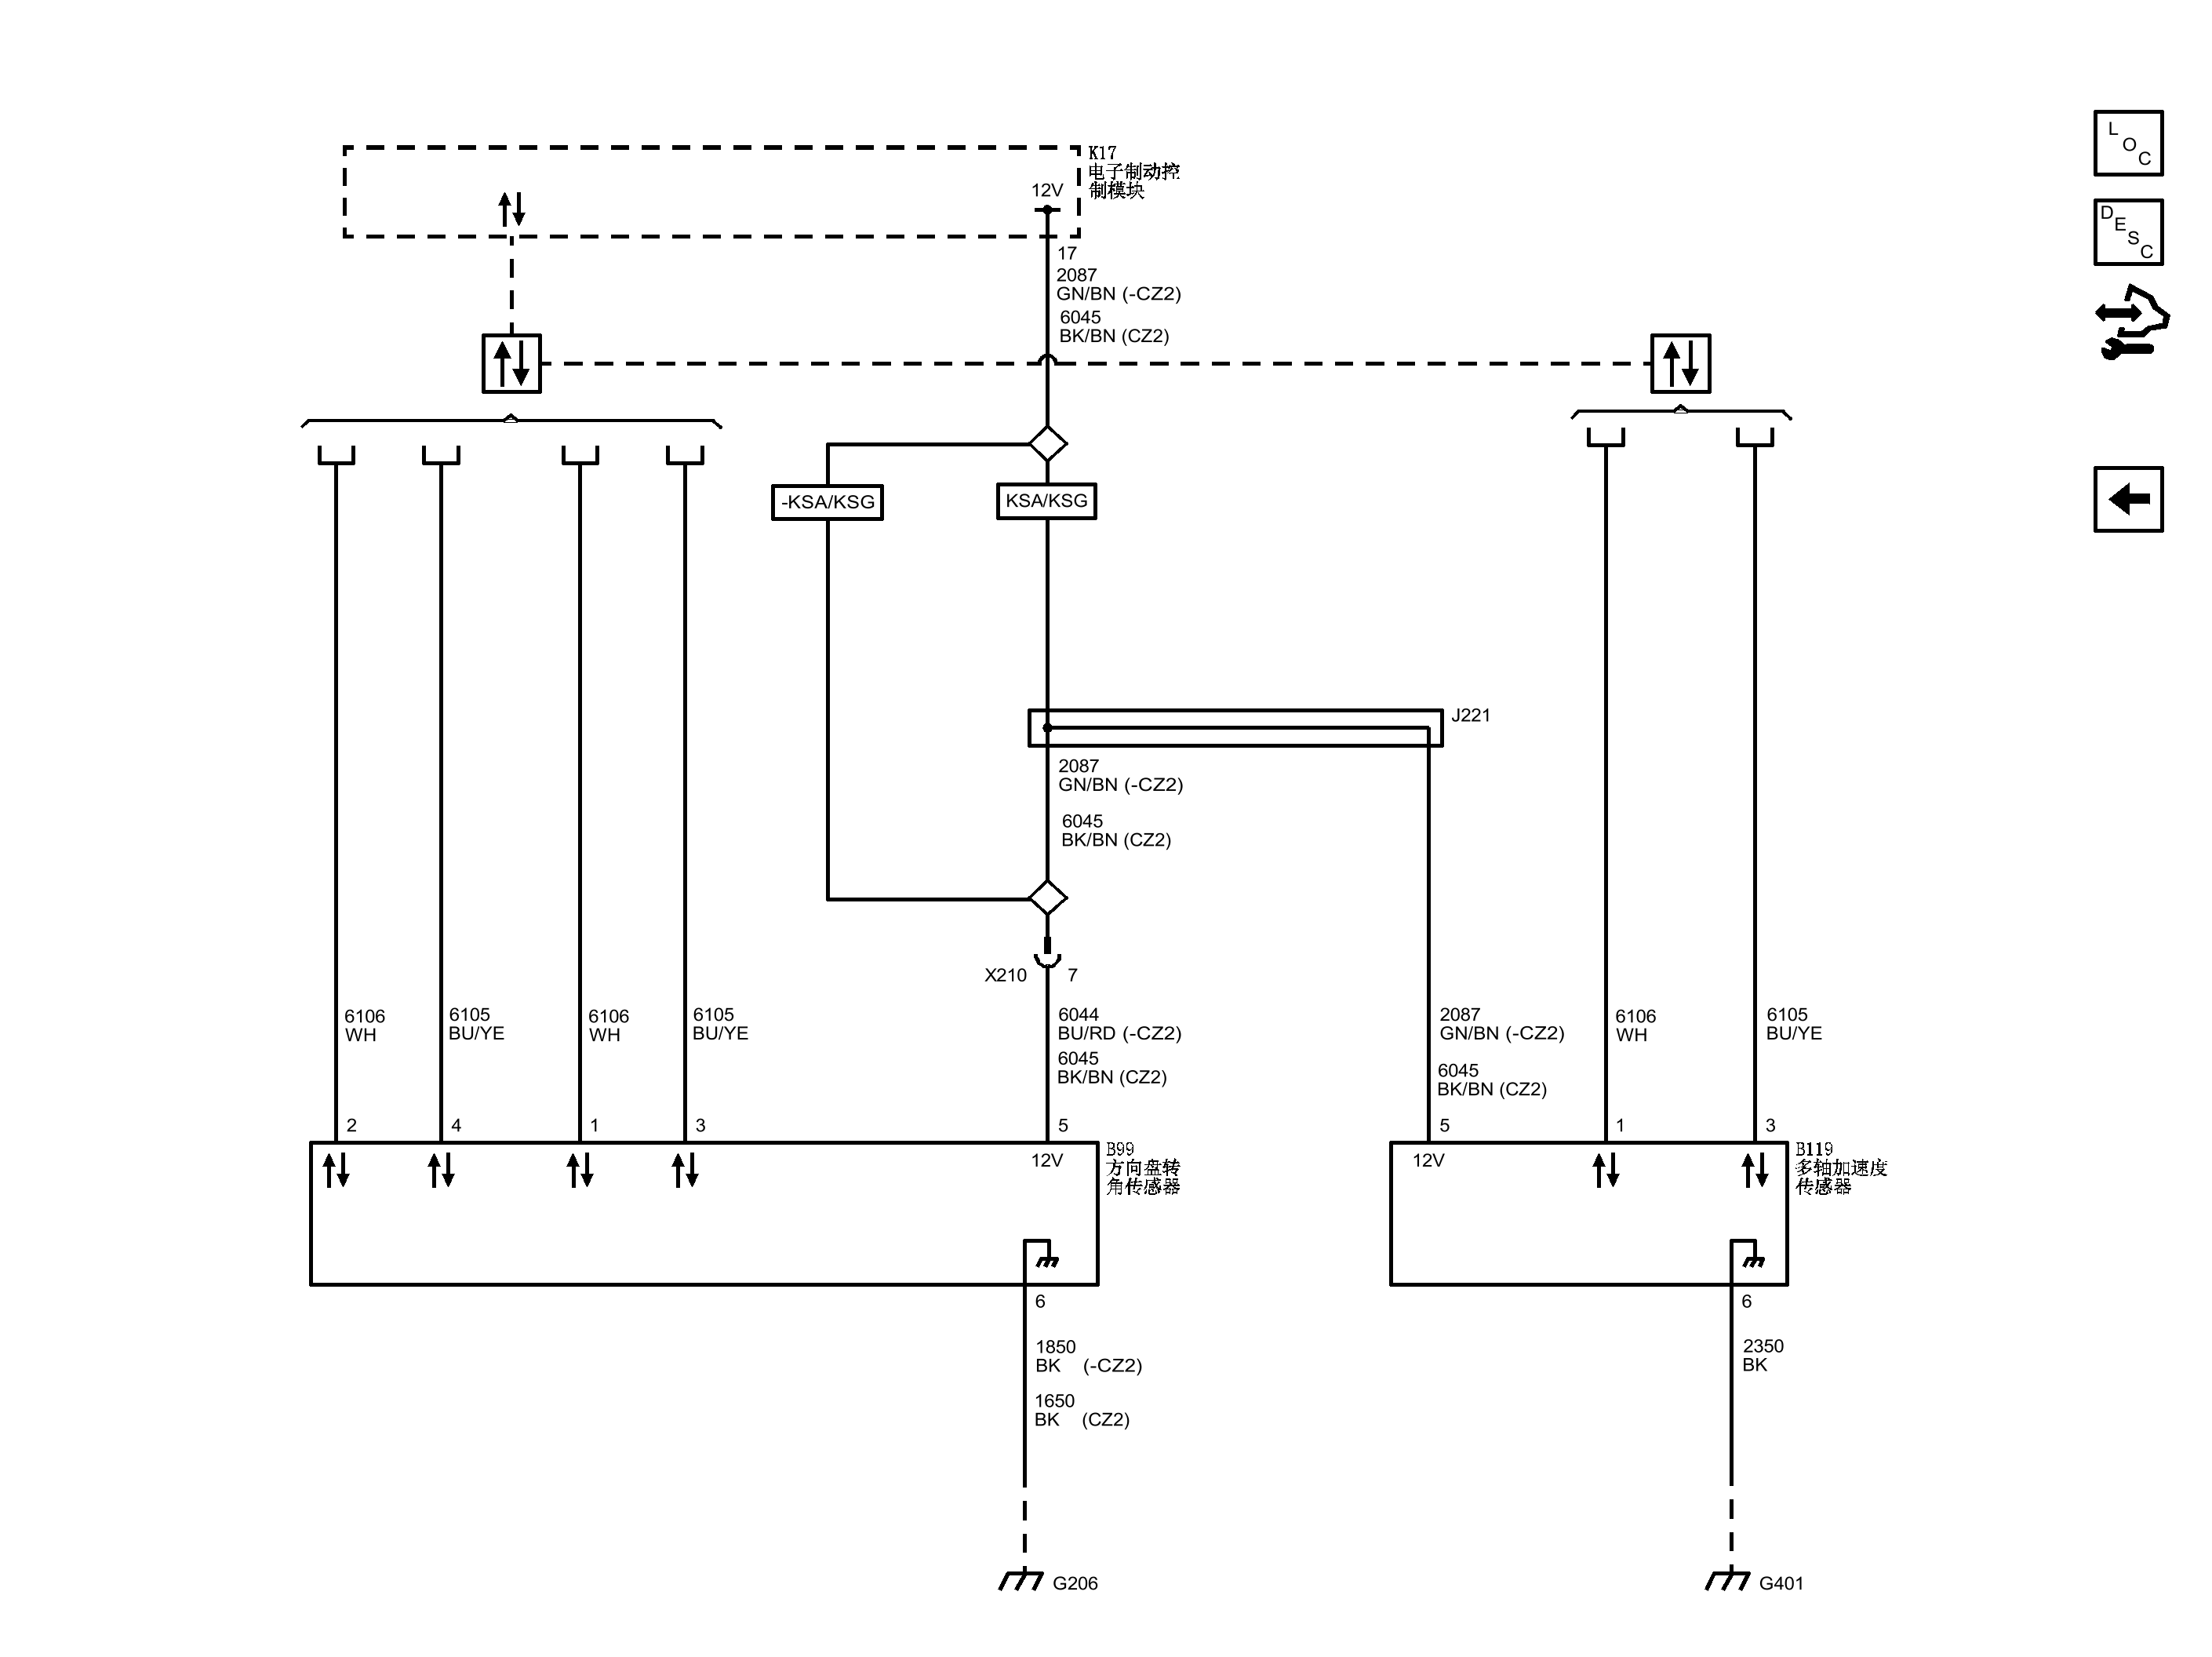 L
O
C
K17
电子制动控
制模块
12V
D
E
S
C
17
2087
GN/BN (-CZ2)
6045
BK/BN (CZ2)
-KSA/KSG
KSA/KSG
J221
2087
GN/BN (-CZ2)
6045
BK/BN (CZ2)
X210
7
6106
WH
6105
BU/YE
6106
WH
6105
BU/YE
6044
BU/RD (-CZ2)
6045
BK/BN (CZ2)
2087
GN/BN (-CZ2)
6045
BK/BN (CZ2)
6106
WH
6105
BU/YE
2
4
1
3
5
5
1
3
12V
B99
方向盘转
角传感器
12V
B119
多轴加速度
传感器
6
6
1850
BK (-CZ2)
1650
BK (CZ2)
2350
BK
G206
G401